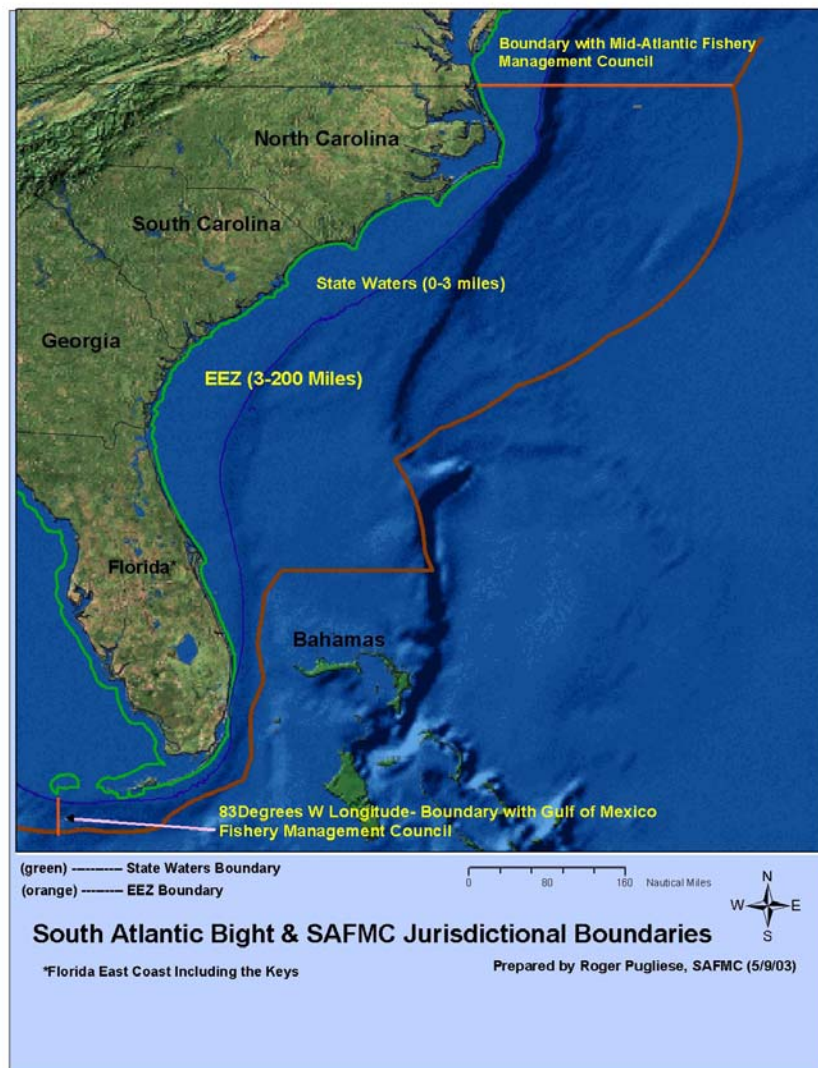 Boundary with Mid-Atlantic Fishery
Management Council
North Carolina
South Carolina
State Waters (0-3 miles)
Georgia
EEZ (3-200 Miles)
Florida*
Bahamas
83Degrees W Longitude- Boundary with Gulf of Mexico
Fishery Management Council
(green) ---------- State Waters Boundary
(orange) --------- EEZ Boundary
0 80 160 Nautical Miles
N
W E
S
South Atlantic Bight & SAFMC Jurisdictional Boundaries
*Florida East Coast Including the Keys
Prepared by Roger Pugliese, SAFMC (5/9/03)